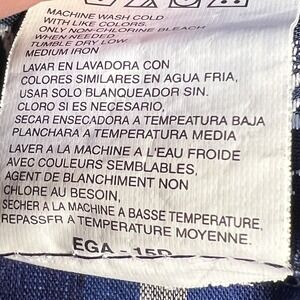 MACHINE WASH COLD
WITH LIKE COLORS.
ONLY NON-CHLORINE BLEACH
WHEN NEEDED
TUMBLE DRY LOW.
MEDIUM IRON
LAVAR EN LAVADORA CON
COLORES SIMILARES EN AGUA FRIA,
USAR SOLO BLANQUEADOR SIN.
CLORO SI ES NECESARIO,
SECAR ENSECADORA A TEMPEATURA BAJA
PLANCHARA A TEMPERATURA MEDIA
LAVER A LA MACHINE A L'EAU FROIDE
AVEC COULEURS SEMBLABLES,
AGENT DE BLANCHIMENT NON
CHLORE AU BESOIN,
SECHER A LA MACHINE A BASSE TEMPERATURE,
REPASSFR A TEMPERATURE MOYENNE.
EGA - 15D